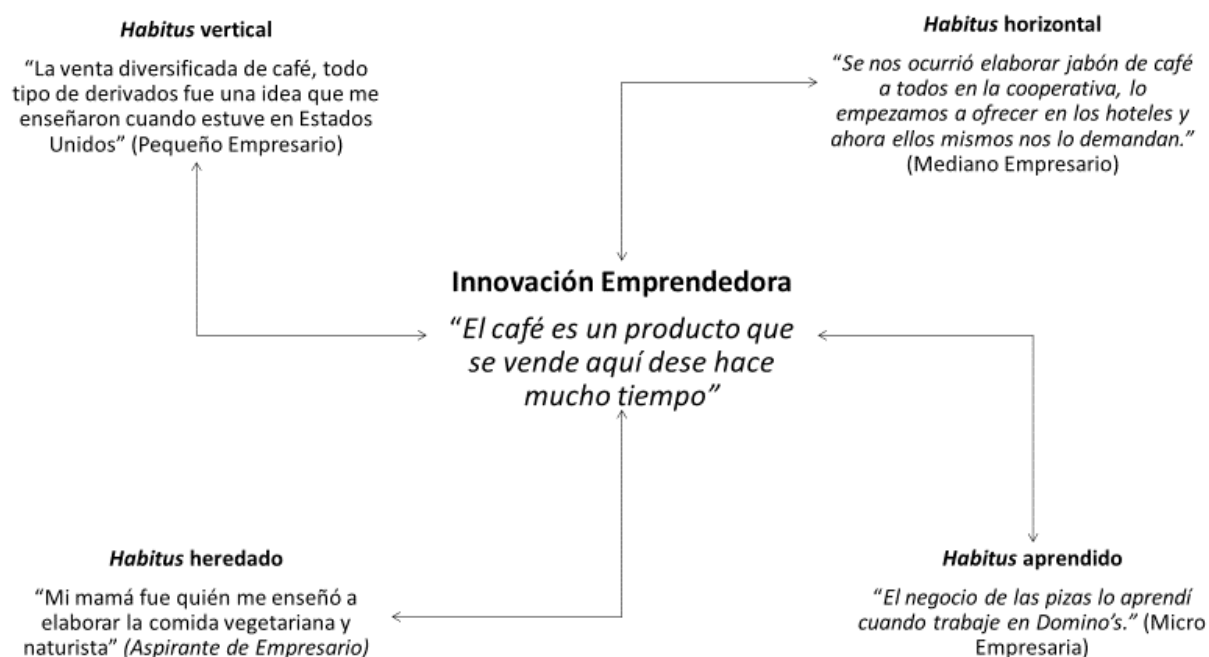 Habitus vertical
“La venta diversificada de café, todo
tipo de derivados fue una idea que me
enseñaron cuando estuve en Estados
Unidos” (Pequeño Empresario)
Habitus horizontal
“Se nos ocurrió elaborar jabón de café
a todos en la cooperativa, lo
empezamos a ofrecer en los hoteles y
ahora ellos mismos nos lo demandan.”
(Mediano Empresario)
Innovación Emprendedora
“El café es un producto que
se vende aquí dese hace
mucho tiempo”
Habitus heredado
“Mi mamá fue quién me enseñó a
elaborar la comida vegetariana y
naturista” (Aspirante de Empresario)
Habitus aprendido
“El negocio de las pizas lo aprendí
cuando trabaje en Domino’s.” (Micro
Empresaria)